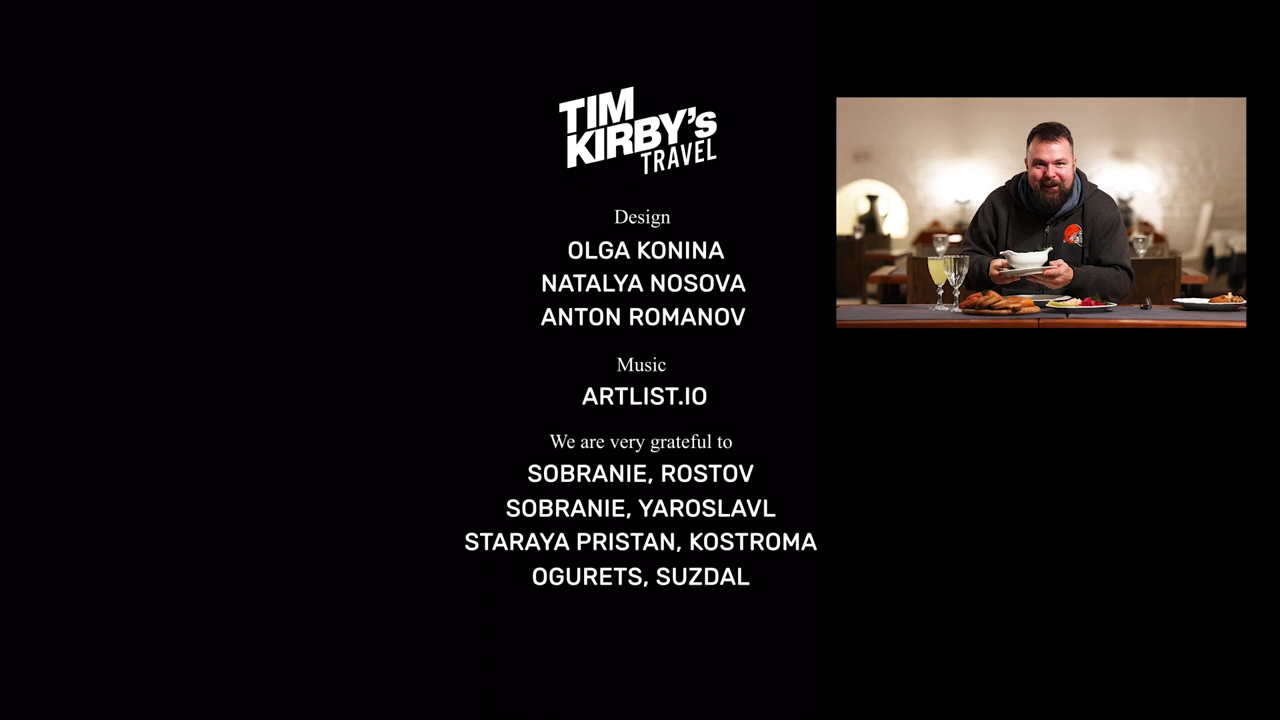 TIM
KIRBY'S
TRAVEL
Design
OLGA KONINA
NATALYA NOSOVA
ANTON ROMANOV
Music
ARTLIST.IO
We are very grateful to
SOBRANIE, ROSTOV
SOBRANIE, YAROSLAVL
STARAYA PRISTAN, KOSTROMA
OGURETS, SUZDAL